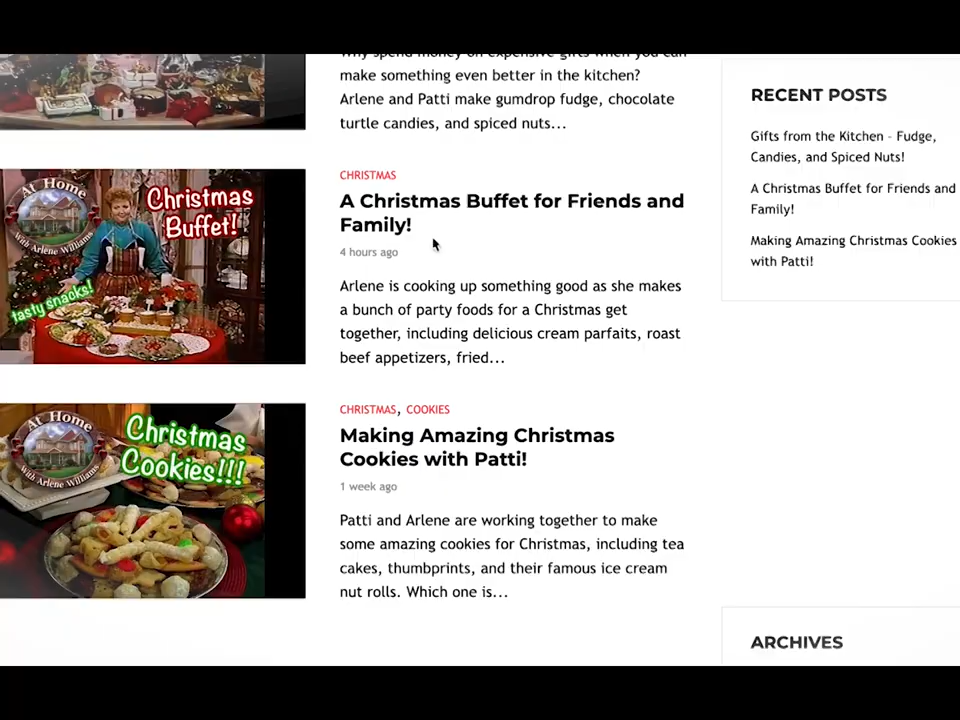 Why spend money on expensive gifts when you can
make something even better in the kitchen?
Arlene and Patti make gumdrop fudge, chocolate
turtle candies, and spiced nuts...
At Home
With Arlene Williams
Christmas
Buffet!
tasty snacks!
CHRISTMAS
A Christmas Buffet for Friends and
Family!
4 hours ago
Arlene is cooking up something good as she makes
a bunch of party foods for a Christmas get
together, including delicious cream parfaits, roast
beef appetizers, fried...
At Home
With Arlene Williams
Christmas
Cookies!!!
CHRISTMAS, COOKIES
Making Amazing Christmas
Cookies with Patti!
1 week ago
Patti and Arlene are working together to make
some amazing cookies for Christmas, including tea
cakes, thumbprints, and their famous ice cream
nut rolls. Which one is...
RECENT POSTS
Gifts from the Kitchen – Fudge,
Candies, and Spiced Nuts!
A Christmas Buffet for Friends and
Family!
Making Amazing Christmas Cookies
with Patti!
ARCHIVES